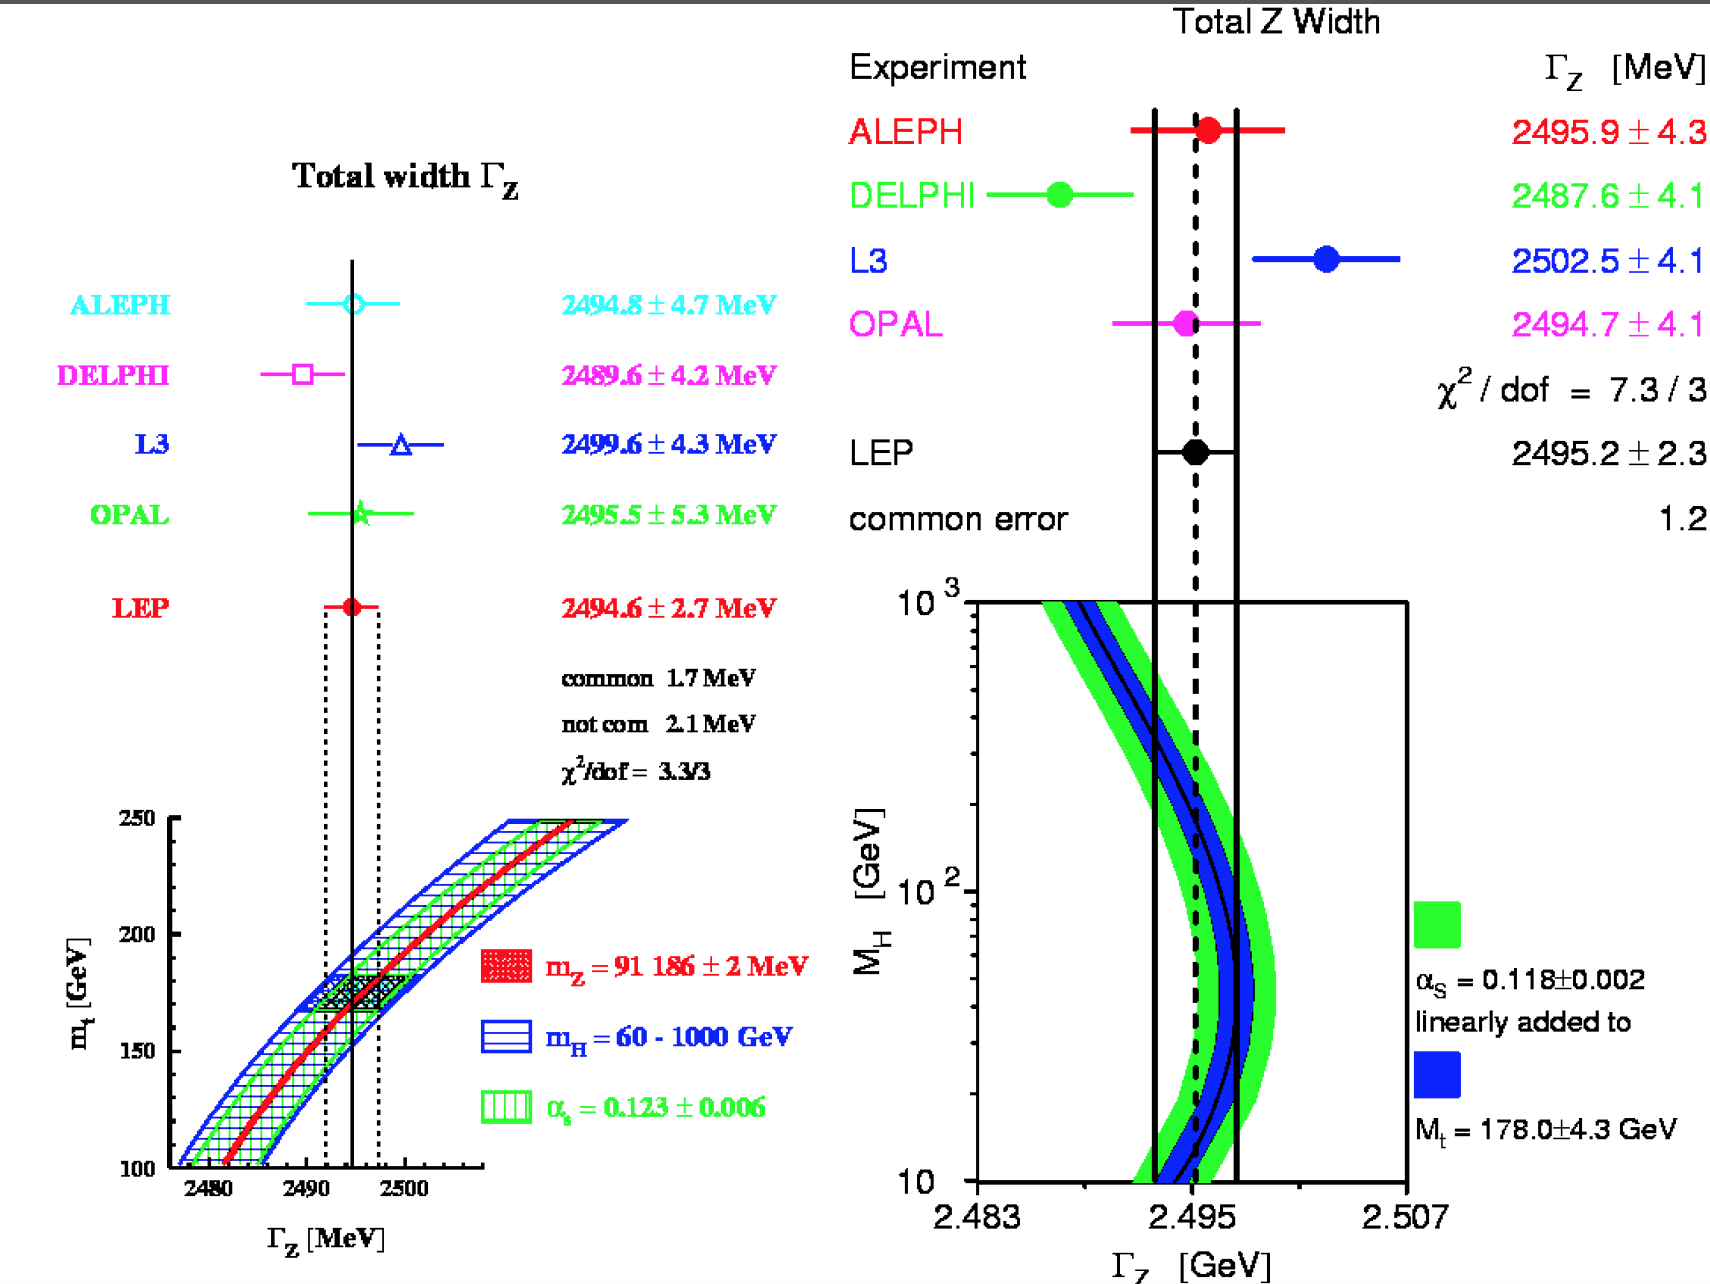 Total width Γ_Z
ALEPH 2494.8 ± 4.7 MeV
DELPHI 2489.6 ± 4.2 MeV
L3 2499.6 ± 4.3 MeV
OPAL 2495.5 ± 5.3 MeV
LEP 2494.6 ± 2.7 MeV
common 1.7 MeV
not com 2.1 MeV
χ²/dof = 3.3/3
250
200
150
100
m_t [GeV]
m_Z = 91 186 ± 2 MeV
m_H = 60 - 1000 GeV
α_s = 0.123 ± 0.006
2480 2490 2500
Γ_Z [MeV]
Total Z Width
Experiment Γ_Z [MeV]
ALEPH 2495.9 ± 4.3
DELPHI 2487.6 ± 4.1
L3 2502.5 ± 4.1
OPAL 2494.7 ± 4.1
χ² / dof = 7.3 / 3
LEP 2495.2 ± 2.3
common error 1.2
10³
10²
10
M_H [GeV]
α_S = 0.118±0.002
linearly added to
M_t = 178.0±4.3 GeV
2.483 2.495 2.507
Γ_Z [GeV]